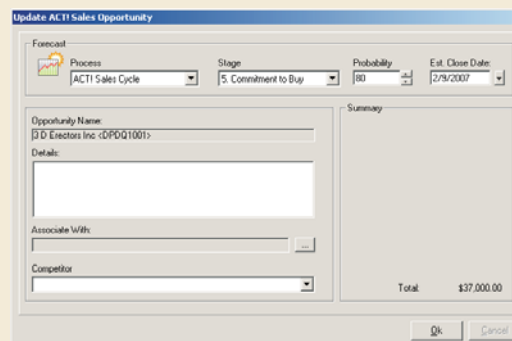 Update ACT! Sales Opportunity
Forecast
Process
Stage
Probability
Est. Close Date:
ACT! Sales Cycle
5. Commitment to Buy
80
2/9/2007
Opportunity Name:
3 D Erectors Inc <DPDQ1001>
Details:
Associate With:
...
Competitor
Summary
Total:
$37,000.00
Ok
Cancel